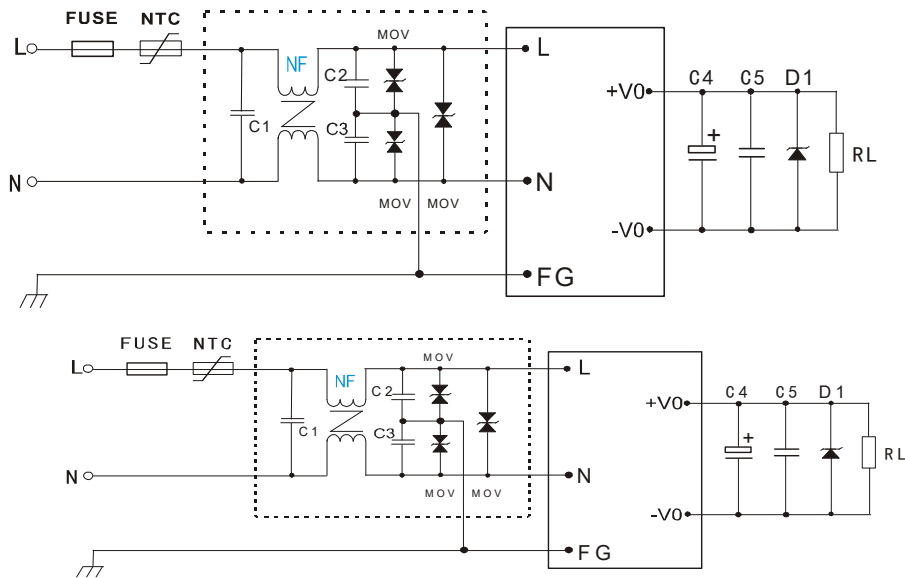 FUSE NTC
MOV
L
L
NF
C2
C4 C5 D1
+V0
C1
C3
+
RL
N
N
MOV MOV
-V0
FG
FUSE NTC
MOV
L
L
NF
C2
C4 C5 D1
+V0
C1
C3
+
RL
N
N
MOV MOV
-V0
FG